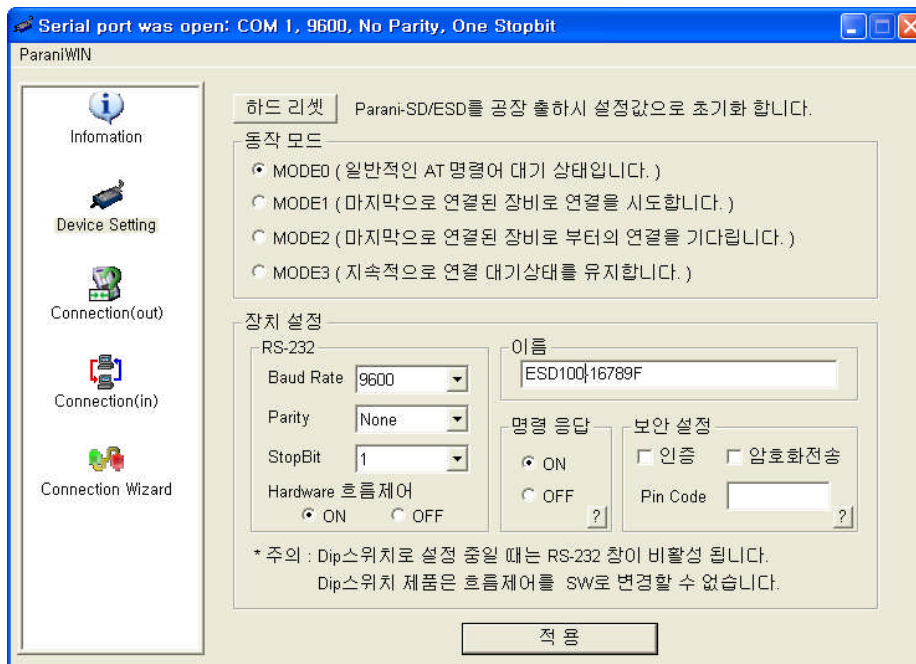 Serial port was open: COM 1, 9600, No Parity, One Stopbit
ParaniWIN
Infomation
Device Setting
Connection(out)
Connection(in)
Connection Wizard
하드 리셋 Parani-SD/ESD를 공장 출하시 설정값으로 초기화 합니다.
동작 모드
MODE0 ( 일반적인 AT 명령어 대기 상태입니다. )
MODE1 ( 마지막으로 연결된 장비로 연결을 시도합니다. )
MODE2 ( 마지막으로 연결된 장비로 부터의 연결을 기다립니다. )
MODE3 ( 지속적으로 연결 대기상태를 유지합니다. )
장치 설정
RS-232
Baud Rate 9600
Parity None
StopBit 1
Hardware 흐름제어
ON OFF
이름
ESD100-16789F
명령 응답
ON
OFF
?
보안 설정
인증 암호화전송
Pin Code
?
* 주의 : Dip스위치로 설정 중일 때는 RS-232 창이 비활성 됩니다.
Dip스위치 제품은 흐름제어를 SW로 변경할 수 없습니다.
적 용